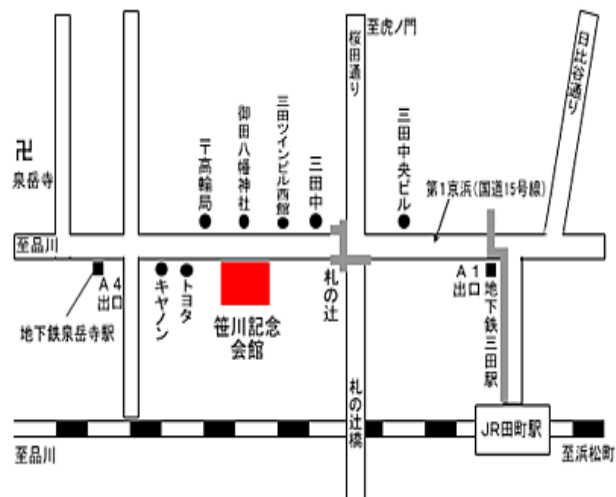 至虎ノ門
桜田通り
日比谷通り
卍
泉岳寺
〒高輪局
御田八幡神社
三田ツインビル西館
三田中
三田中央ビル
第1京浜(国道15号線)
至品川
A4
出口
地下鉄泉岳寺駅
キヤノン
トヨタ
笹川記念
会館
札の辻
A1
出口
地下鉄三田駅
札の辻橋
JR田町駅
至品川
至浜松町